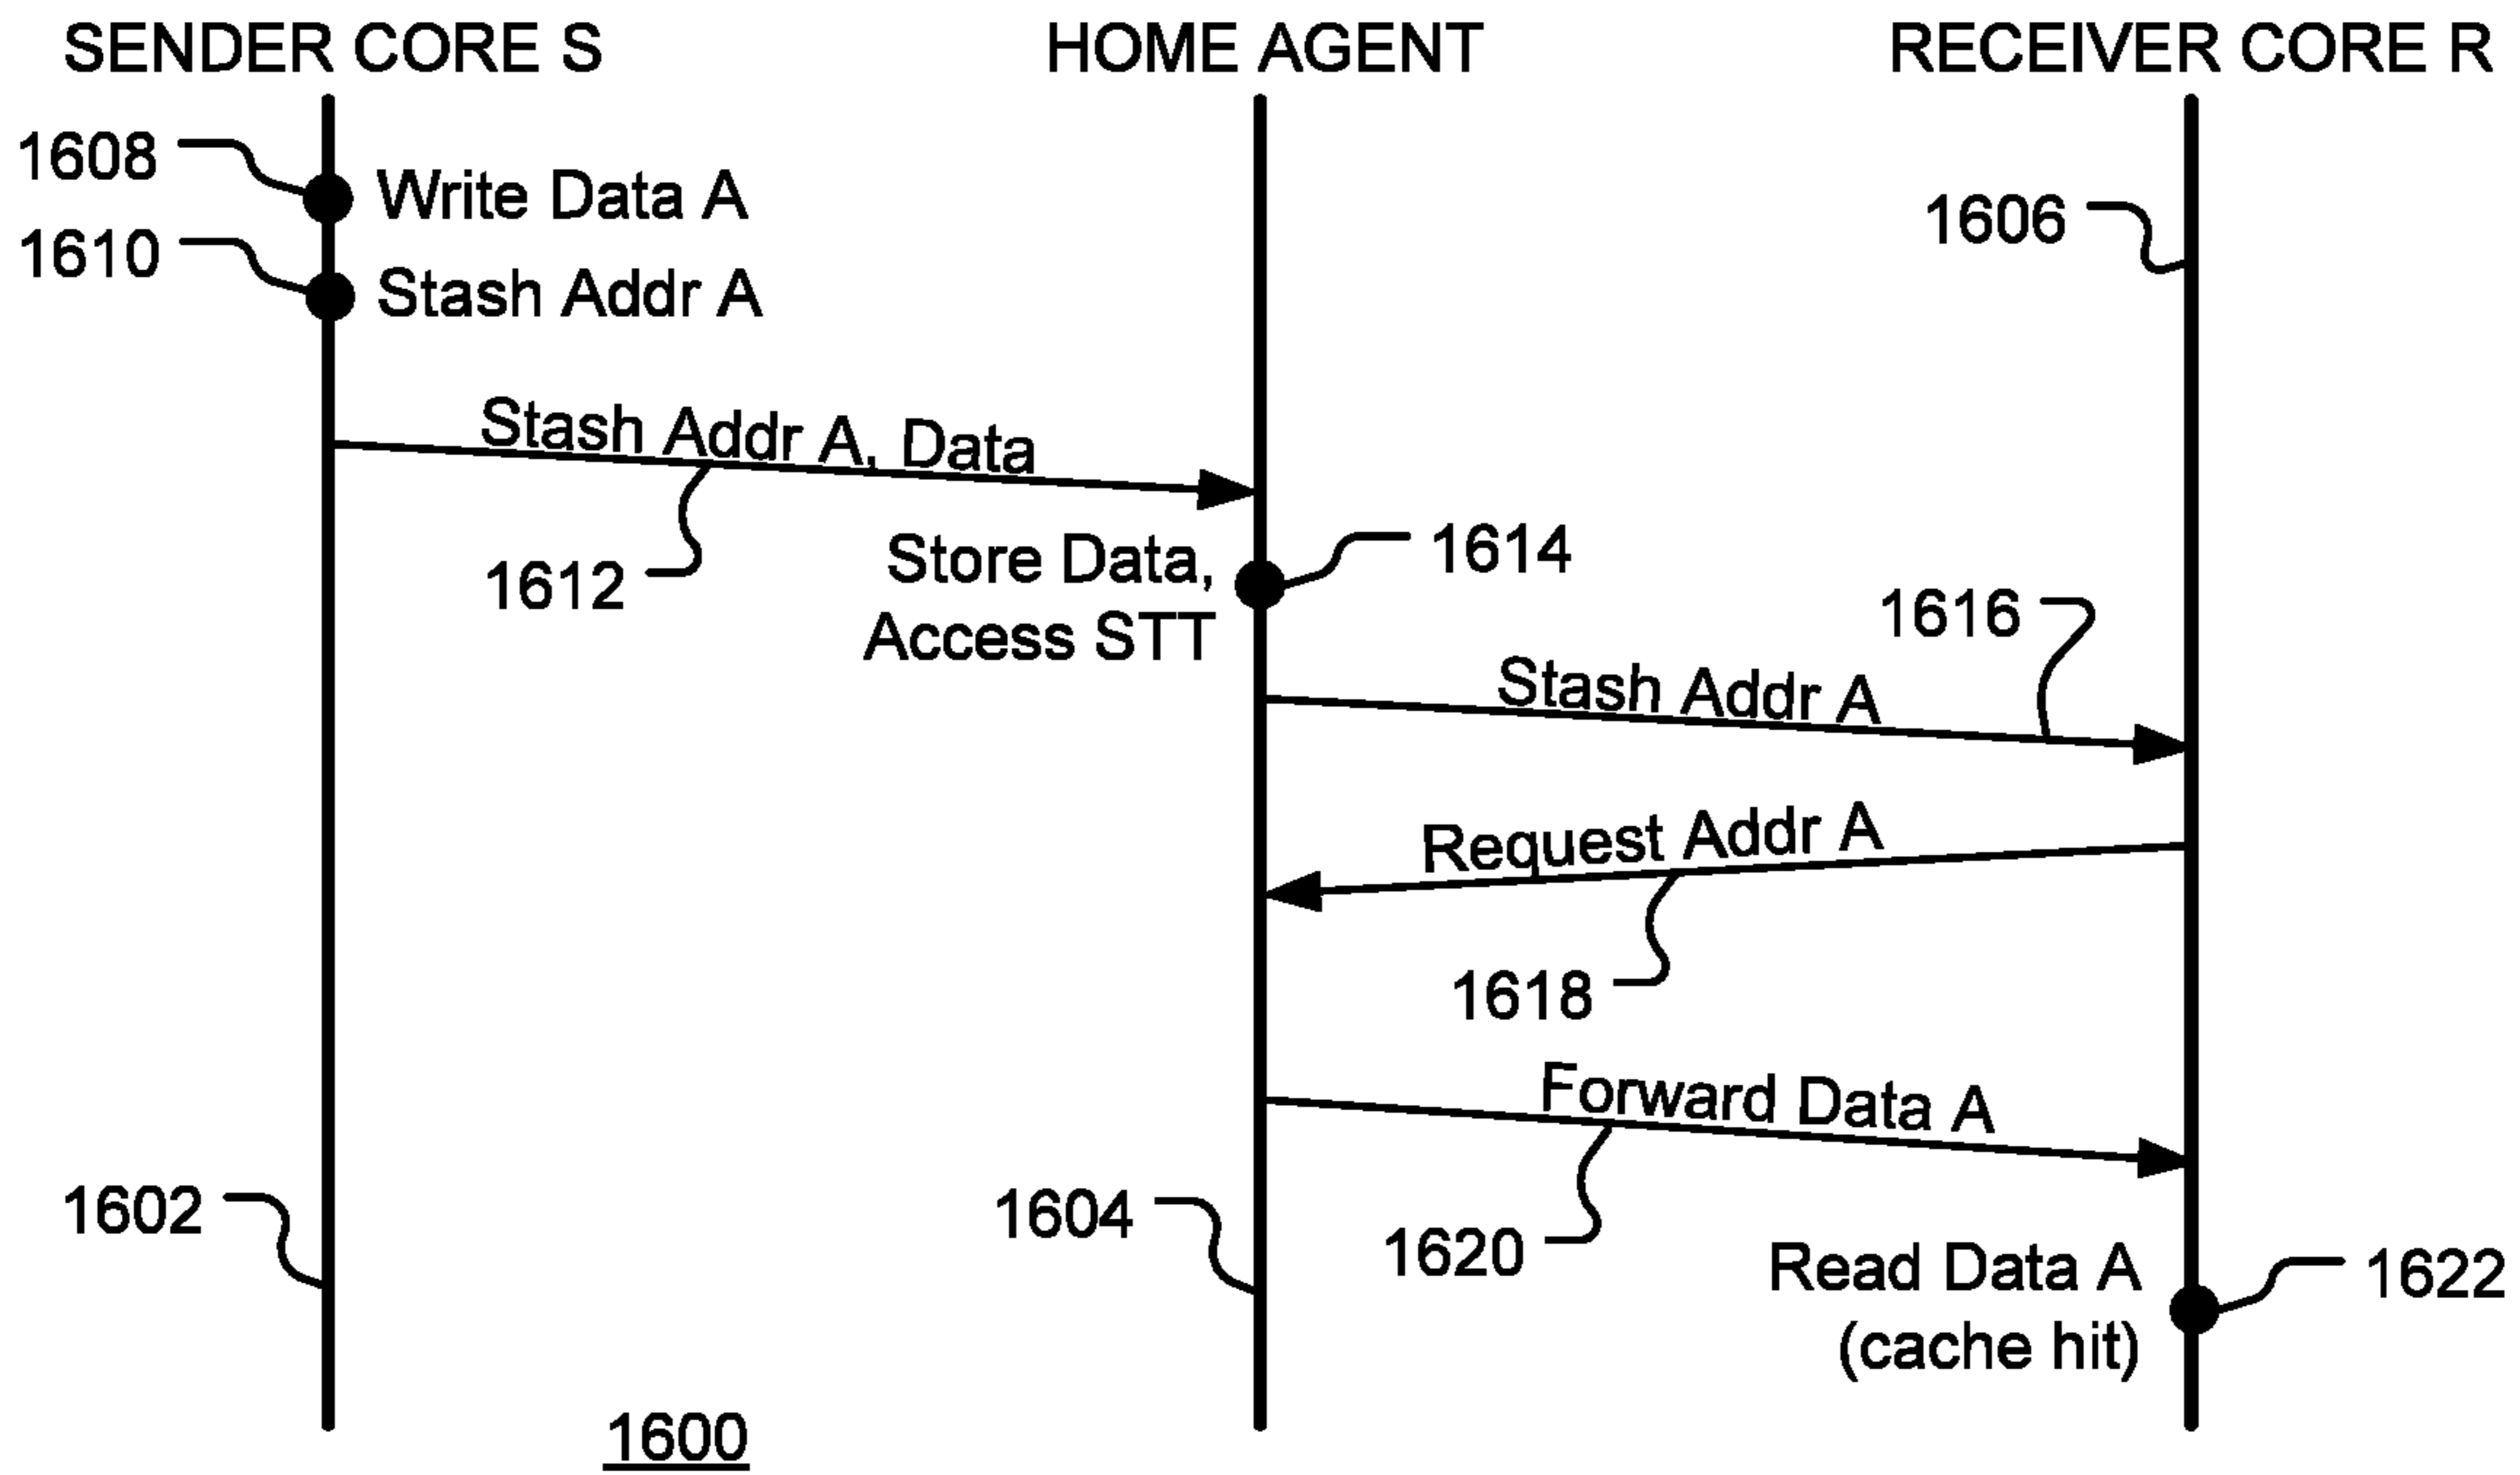 SENDER CORE S
HOME AGENT
RECEIVER CORE R
1608
Write Data A
1606
1610
Stash Addr A
Stash Addr A, Data
1612
Store Data,
Access STT
1614
1616
Stash Addr A
Request Addr A
1618
Forward Data A
1602
1604
1620
Read Data A
(cache hit)
1622
1600